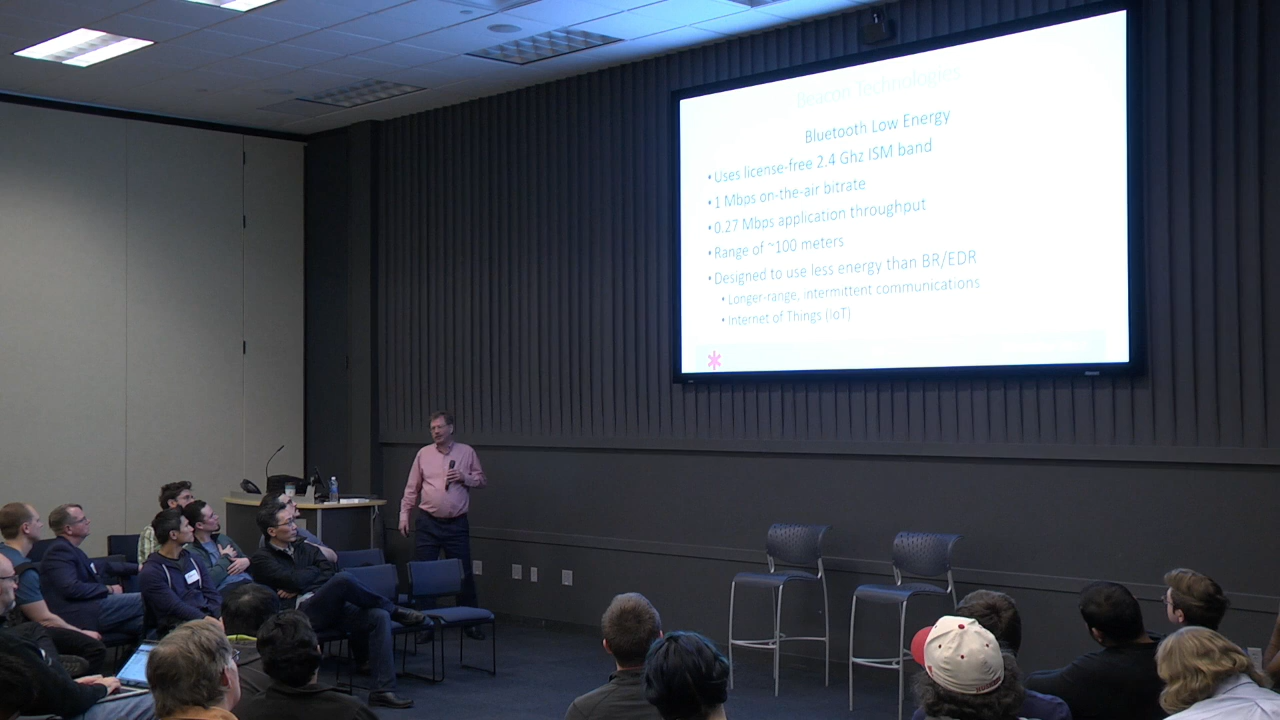 Beacon Technologies
Bluetooth Low Energy
• Uses license-free 2.4 Ghz ISM band
• 1 Mbps on-the-air bitrate
• 0.27 Mbps application throughput
• Range of ~100 meters
• Designed to use less energy than BR/EDR
• Longer-range, intermittent communications
• Internet of Things (IoT)